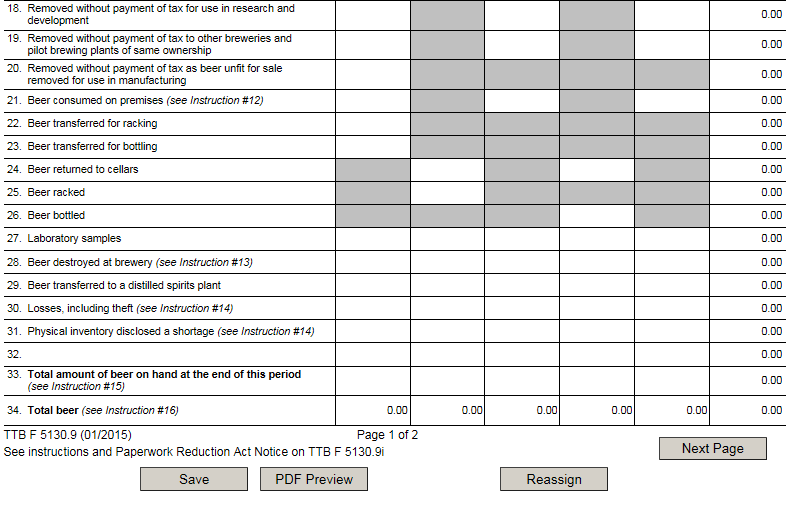 18. Removed without payment of tax for use in research and
development 0.00
19. Removed without payment of tax to other breweries and
pilot brewing plants of same ownership 0.00
20. Removed without payment of tax as beer unfit for sale
removed for use in manufacturing 0.00
21. Beer consumed on premises (see Instruction #12) 0.00
22. Beer transferred for racking 0.00
23. Beer transferred for bottling 0.00
24. Beer returned to cellars 0.00
25. Beer racked 0.00
26. Beer bottled 0.00
27. Laboratory samples 0.00
28. Beer destroyed at brewery (see Instruction #13) 0.00
29. Beer transferred to a distilled spirits plant 0.00
30. Losses, including theft (see Instruction #14) 0.00
31. Physical inventory disclosed a shortage (see Instruction #14) 0.00
32. 0.00
33. Total amount of beer on hand at the end of this period
(see Instruction #15) 0.00
34. Total beer (see Instruction #16) 0.00 0.00 0.00 0.00 0.00 0.00
TTB F 5130.9 (01/2015) Page 1 of 2
See instructions and Paperwork Reduction Act Notice on TTB F 5130.9i
Next Page
Save PDF Preview Reassign